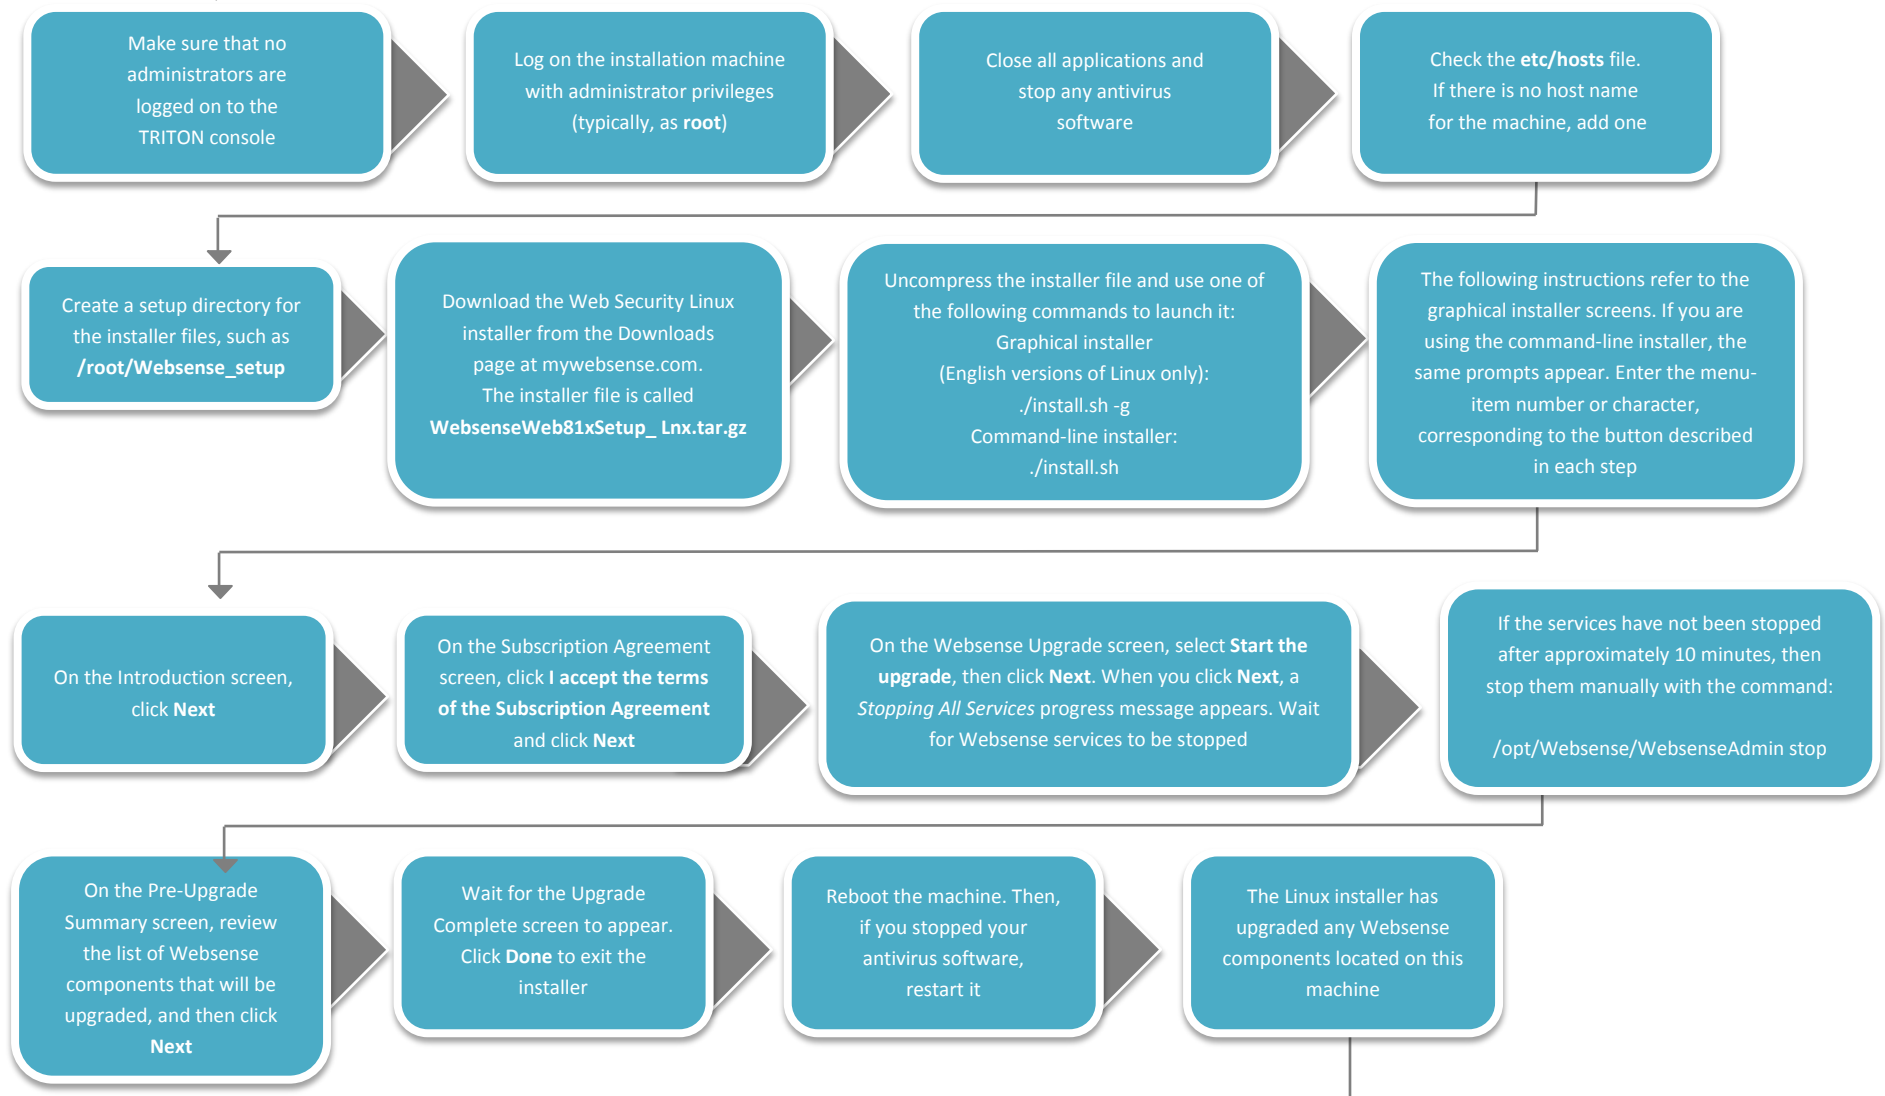 Make sure that no
administrators are
logged on to the
TRITON console
Log on the installation machine
with administrator privileges
(typically, as root)
Close all applications and
stop any antivirus
software
Check the etc/hosts file.
If there is no host name
for the machine, add one
Create a setup directory for
the installer files, such as
/root/Websense_setup
Download the Web Security Linux
installer from the Downloads
page at mywebsense.com.
The installer file is called
WebsenseWeb81xSetup_ Lnx.tar.gz
Uncompress the installer file and use one of
the following commands to launch it:
Graphical installer
(English versions of Linux only):
./install.sh -g
Command-line installer:
./install.sh
The following instructions refer to the
graphical installer screens. If you are
using the command-line installer, the
same prompts appear. Enter the menu-
item number or character,
corresponding to the button described
in each step
On the Introduction screen,
click Next
On the Subscription Agreement
screen, click I accept the terms
of the Subscription Agreement
and click Next
On the Websense Upgrade screen, select Start the
upgrade, then click Next. When you click Next, a
Stopping All Services progress message appears. Wait
for Websense services to be stopped
If the services have not been stopped
after approximately 10 minutes, then
stop them manually with the command:
/opt/Websense/WebsenseAdmin stop
On the Pre-Upgrade
Summary screen, review
the list of Websense
components that will be
upgraded, and then click
Next
Wait for the Upgrade
Complete screen to appear.
Click Done to exit the
installer
Reboot the machine. Then,
if you stopped your
antivirus software,
restart it
The Linux installer has
upgraded any Websense
components located on this
machine